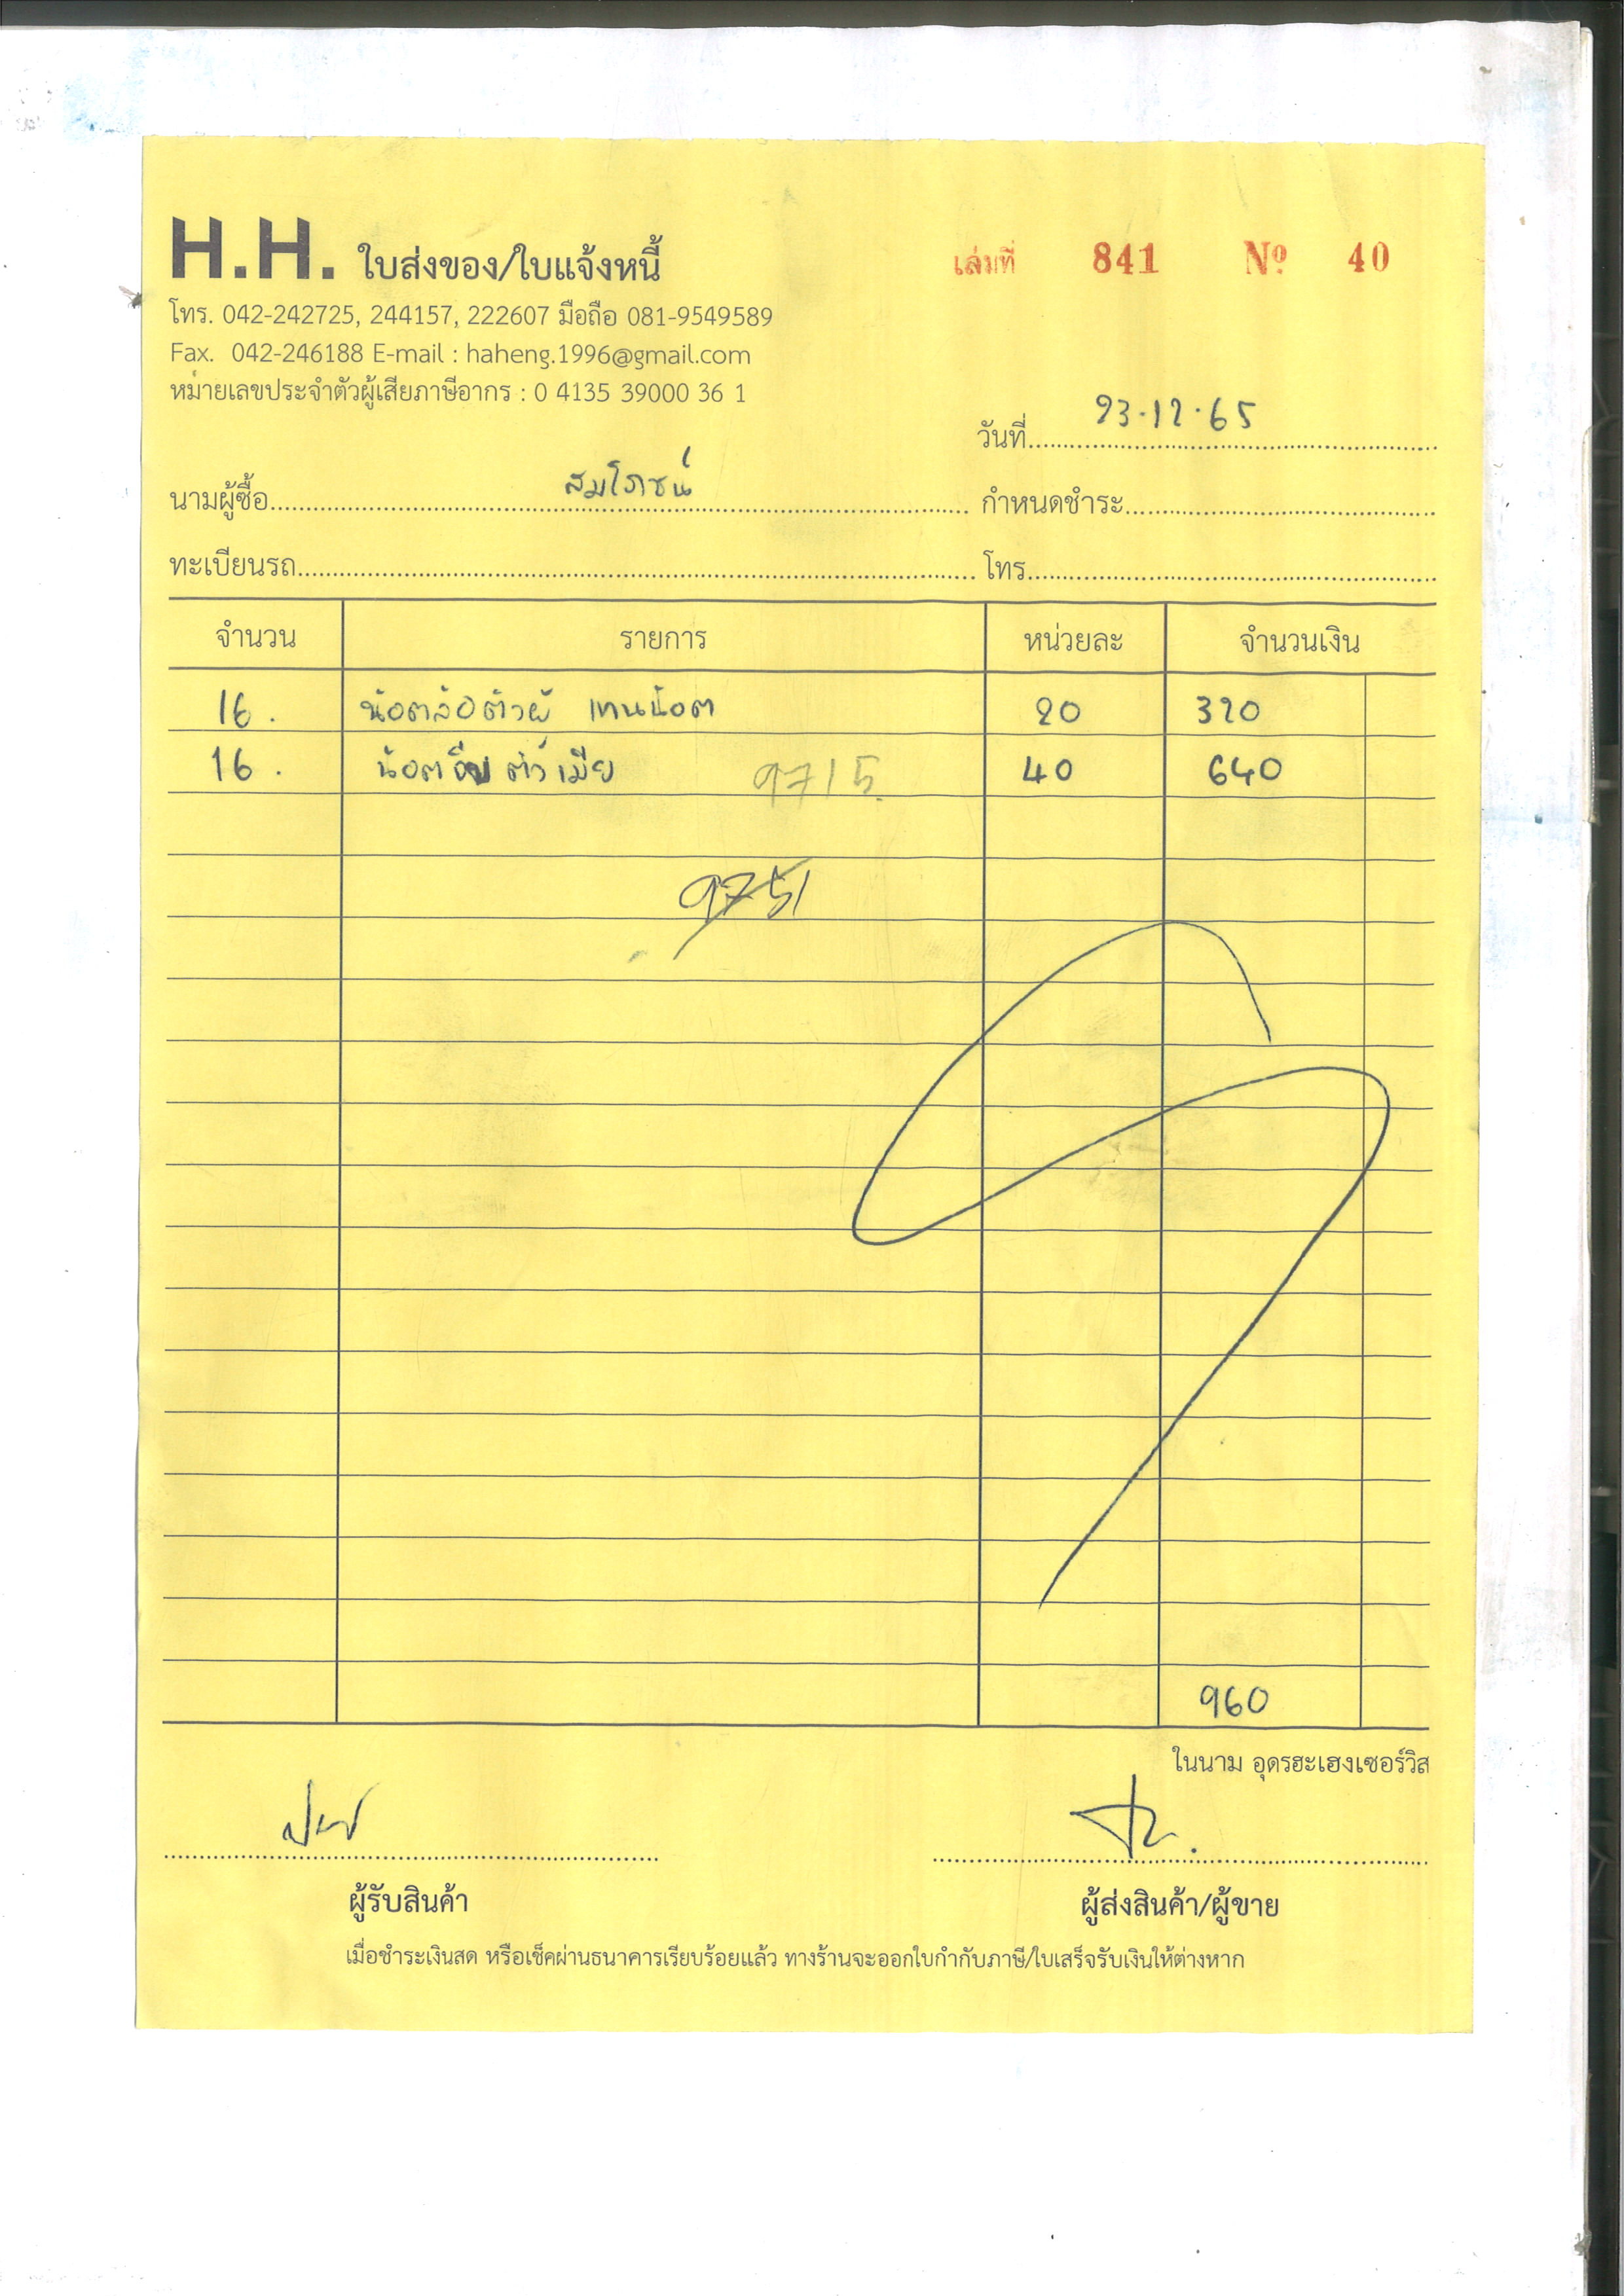 H.H. ใบส่งของ/ใบแจ้งหนี้
เล่มที่ 841 Nº 40
โทร. 042-242725, 244157, 222607 มือถือ 081-9549589
Fax. 042-246188 E-mail : haheng.1996@gmail.com
หมายเลขประจำตัวผู้เสียภาษีอากร : 0 4135 39000 36 1
วันที่ 23.12.65
นามผู้ซื้อ สมโภชน์ กำหนดชำระ
ทะเบียนรถ โทร.
จำนวน รายการ หน่วยละ จำนวนเงิน
16. น๊อตล้อตัวผู้ เทนน๊อต 20 320
16. น๊อต ตัวเมีย 9715. 40 640
9751
960
ในนาม อุดรฮะเฮงเซอร์วิส
ผู้รับสินค้า ผู้ส่งสินค้า/ผู้ขาย
เมื่อชำระเงินสด หรือเช็คผ่านธนาคารเรียบร้อยแล้ว ทางร้านจะออกใบกำกับภาษี/ใบเสร็จรับเงินให้ต่างหาก